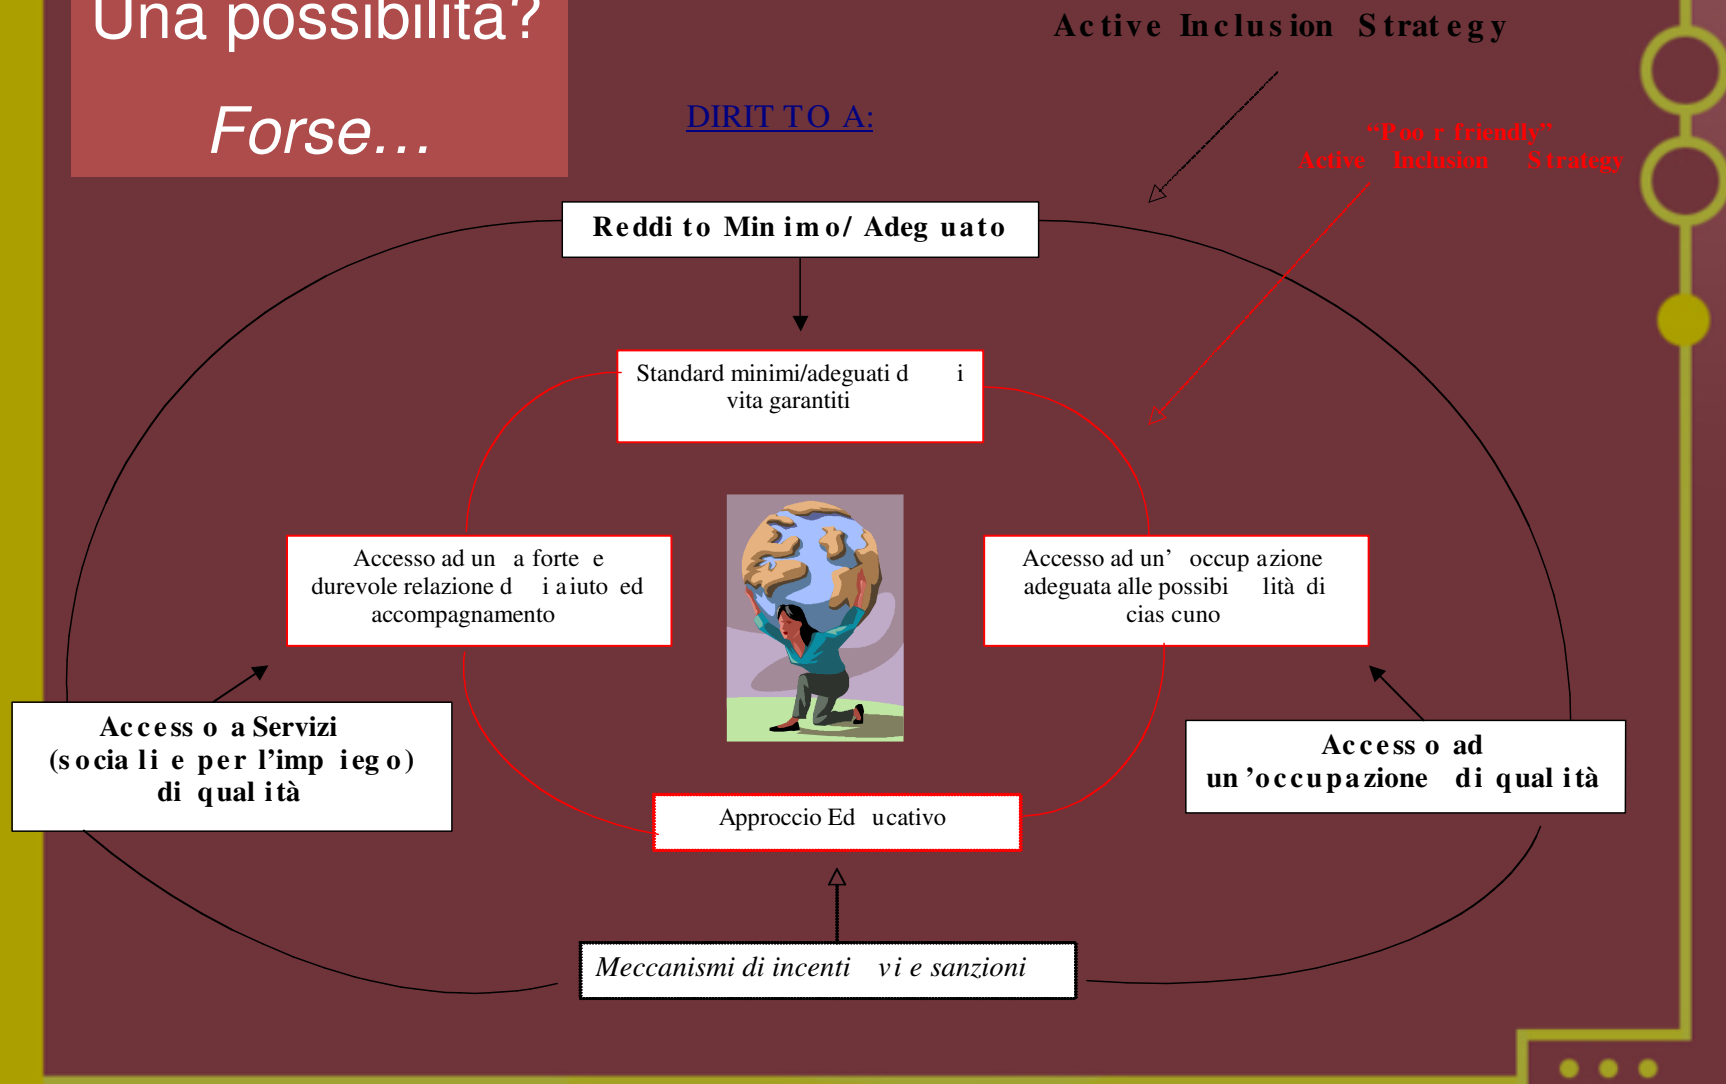 Una possibilità?
Forse…
Active Inclusion Strategy
DIRITTO A:
“Poor friendly”
Active Inclusion Strategy
Reddito Minimo/ Adeguato
Standard minimi/adeguati di
vita garantiti
Accesso ad una forte e
durevole relazione di aiuto ed
accompagnamento
Accesso ad un’ occupazione
adeguata alle possibilità di
ciascuno
Accesso a Servizi
(sociali e per l’impiego)
di qualità
Accesso ad
un’occupazione di qualità
Approccio Educativo
Meccanismi di incentivi e sanzioni